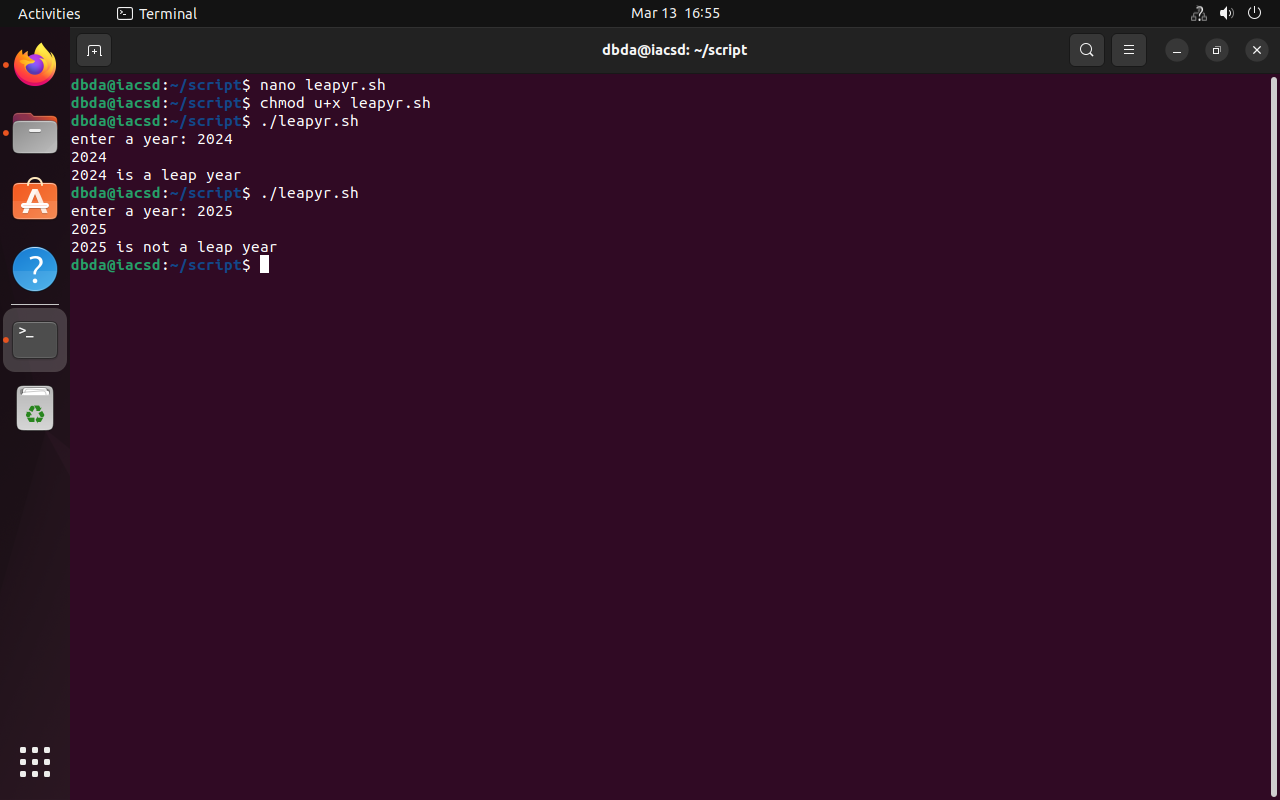 Activities
Terminal
Mar 13 16:55
dbda@iacsd: ~/script
dbda@iacsd:~/script$ nano leapyr.sh
dbda@iacsd:~/script$ chmod u+x leapyr.sh
dbda@iacsd:~/script$ ./leapyr.sh
enter a year: 2024
2024
2024 is a leap year
dbda@iacsd:~/script$ ./leapyr.sh
enter a year: 2025
2025
2025 is not a leap year
dbda@iacsd:~/script$